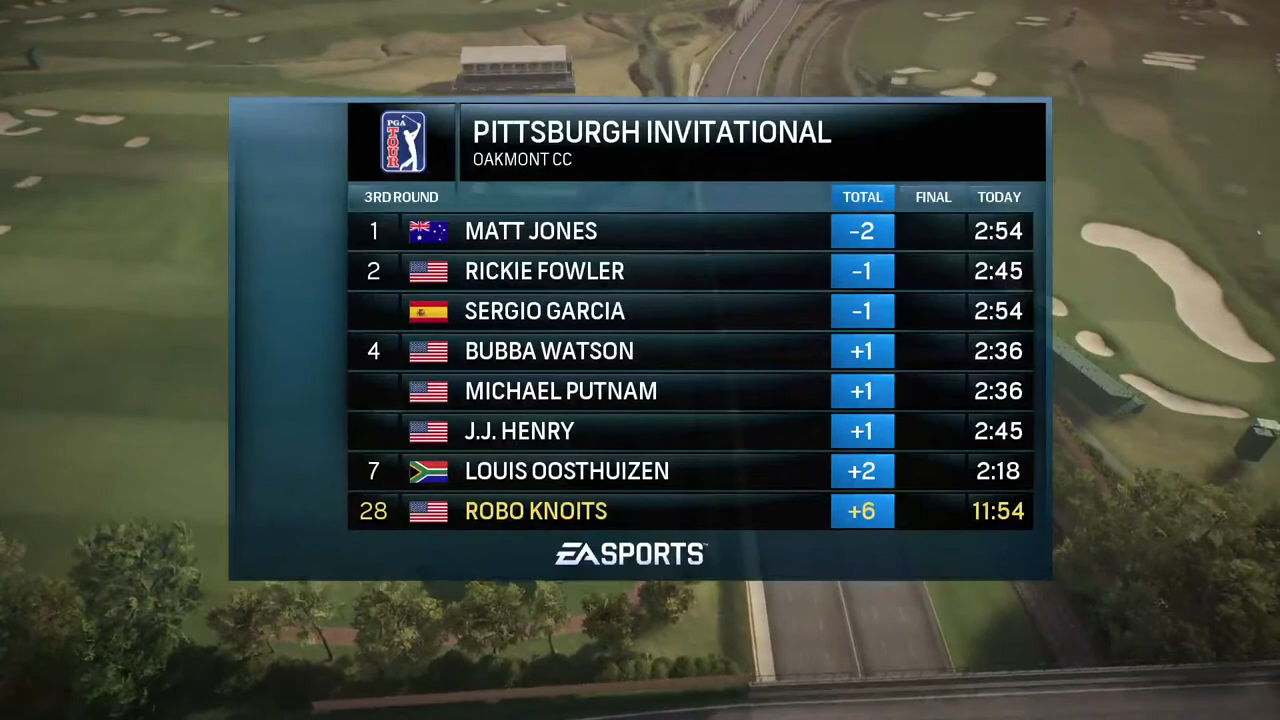 PGA TOUR
PITTSBURGH INVITATIONAL
OAKMONT CC
3RD ROUND TOTAL FINAL TODAY
1 MATT JONES -2 2:54
2 RICKIE FOWLER -1 2:45
SERGIO GARCIA -1 2:54
4 BUBBA WATSON +1 2:36
MICHAEL PUTNAM +1 2:36
J.J. HENRY +1 2:45
7 LOUIS OOSTHUIZEN +2 2:18
28 ROBO KNOITS +6 11:54
EA SPORTS™